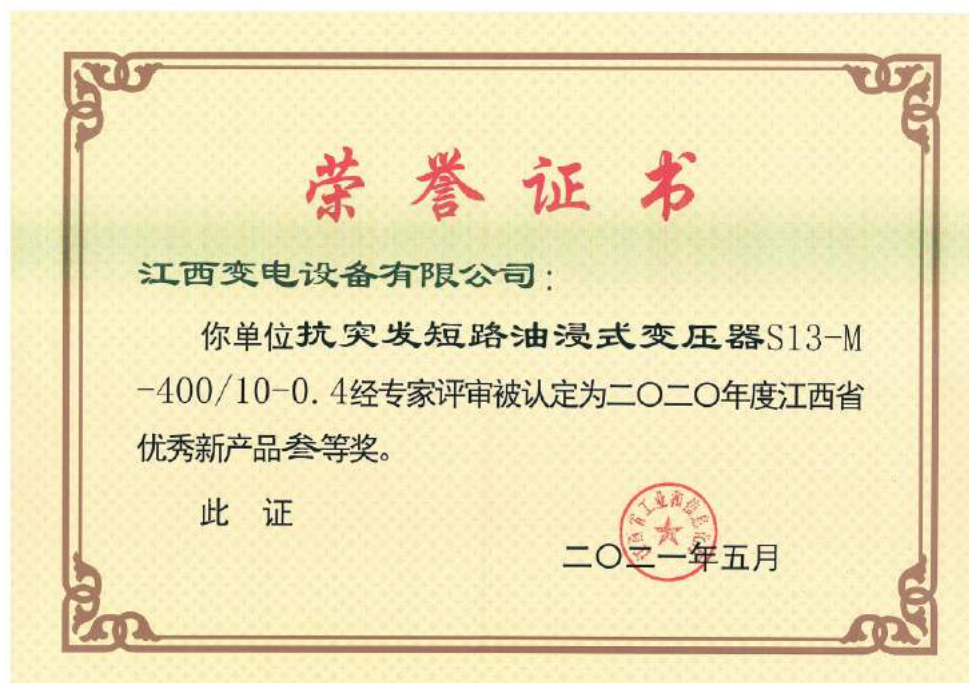 荣誉证书
江西变电设备有限公司：
你单位抗突发短路油浸式变压器S13-M
-400/10-0.4经专家评审被认定为二〇二〇年度江西省
优秀新产品叁等奖。
此 证
二〇二一年五月